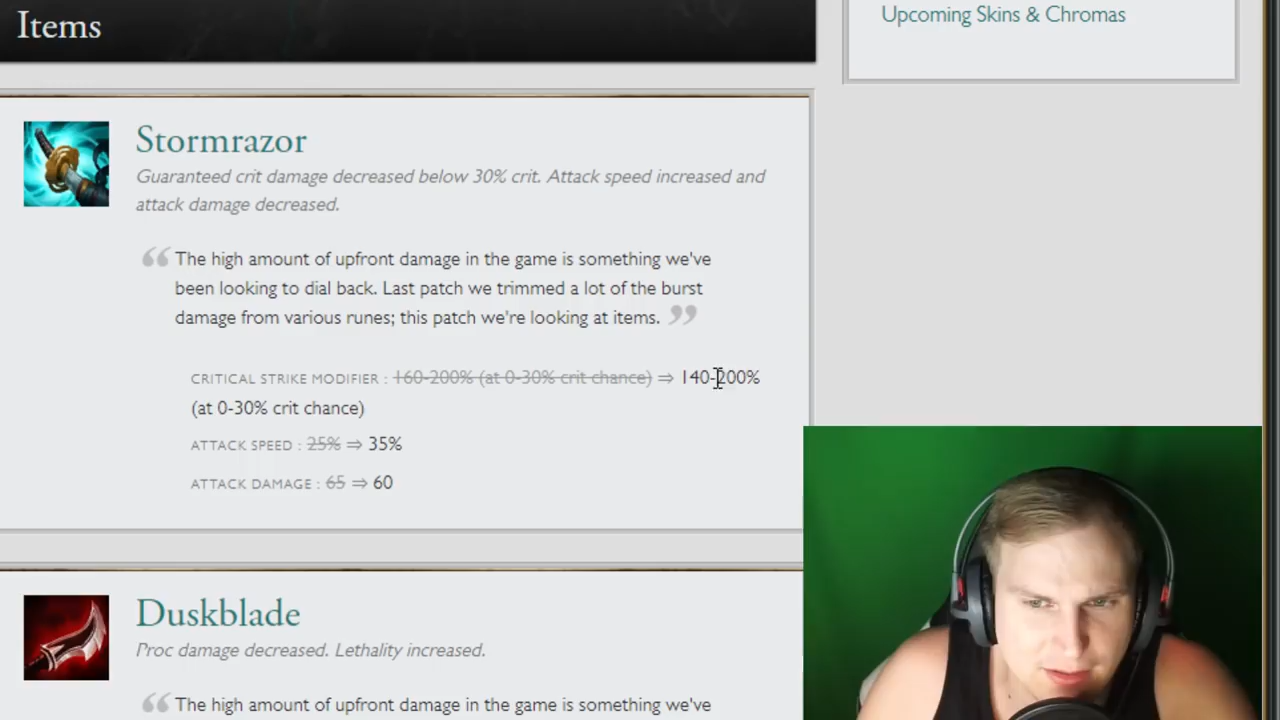 Items
Upcoming Skins & Chromas
Stormrazor
Guaranteed crit damage decreased below 30% crit. Attack speed increased and
attack damage decreased.
“ The high amount of upfront damage in the game is something we've
been looking to dial back. Last patch we trimmed a lot of the burst
damage from various runes; this patch we're looking at items. ”
CRITICAL STRIKE MODIFIER : 160-200% (at 0-30% crit chance) ⇒ 140-200%
(at 0-30% crit chance)
ATTACK SPEED : 25% ⇒ 35%
ATTACK DAMAGE : 65 ⇒ 60
Duskblade
Proc damage decreased. Lethality increased.
“ The high amount of upfront damage in the game is something we've